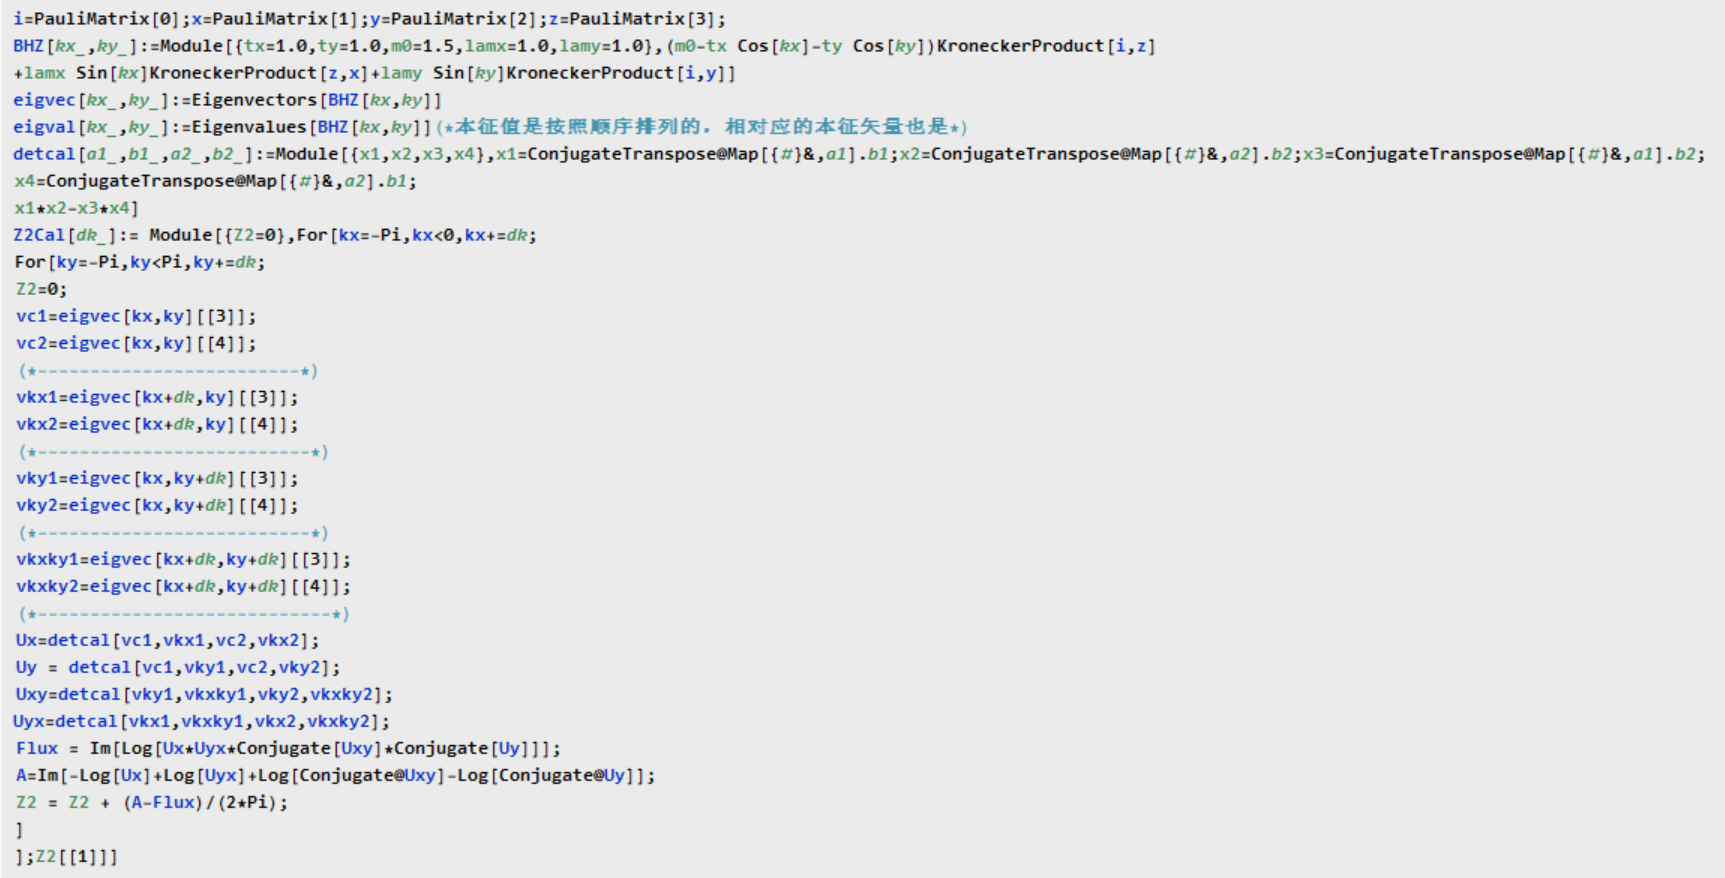 i=PauliMatrix[0];x=PauliMatrix[1];y=PauliMatrix[2];z=PauliMatrix[3];
BHZ[kx_,ky_]:=Module[{tx=1.0,ty=1.0,m0=1.5,lamx=1.0,lamy=1.0},(m0-tx Cos[kx]-ty Cos[ky])KroneckerProduct[i,z]
+lamx Sin[kx]KroneckerProduct[z,x]+lamy Sin[ky]KroneckerProduct[i,y]]
eigvec[kx_,ky_]:=Eigenvectors[BHZ[kx,ky]]
eigval[kx_,ky_]:=Eigenvalues[BHZ[kx,ky]](*本征值是按照顺序排列的. 相对应的本征矢量也是*)
detcal[a1_,b1_,a2_,b2_]:=Module[{x1,x2,x3,x4},x1=ConjugateTranspose@Map[{#}&,a1].b1;x2=ConjugateTranspose@Map[{#}&,a2].b2;x3=ConjugateTranspose@Map[{#}&,a1].b2;
x4=ConjugateTranspose@Map[{#}&,a2].b1;
x1*x2-x3*x4]
Z2Cal[dk_]:= Module[{Z2=0},For[kx=-Pi,kx<0,kx+=dk;
For[ky=-Pi,ky<Pi,ky+=dk;
Z2=0;
vc1=eigvec[kx,ky][[3]];
vc2=eigvec[kx,ky][[4]];
(*-------------------------*)
vkx1=eigvec[kx+dk,ky][[3]];
vkx2=eigvec[kx+dk,ky][[4]];
(*--------------------------*)
vky1=eigvec[kx,ky+dk][[3]];
vky2=eigvec[kx,ky+dk][[4]];
(*--------------------------*)
vkxky1=eigvec[kx+dk,ky+dk][[3]];
vkxky2=eigvec[kx+dk,ky+dk][[4]];
(*----------------------------*)
Ux=detcal[vc1,vkx1,vc2,vkx2];
Uy = detcal[vc1,vky1,vc2,vky2];
Uxy=detcal[vky1,vkxky1,vky2,vkxky2];
Uyx=detcal[vkx1,vkxky1,vkx2,vkxky2];
Flux = Im[Log[Ux*Uyx*Conjugate[Uxy]*Conjugate[Uy]]];
A=Im[-Log[Ux]+Log[Uyx]+Log[Conjugate@Uxy]-Log[Conjugate@Uy]];
Z2 = Z2 + (A-Flux)/(2*Pi);
]
];Z2[[1]]]